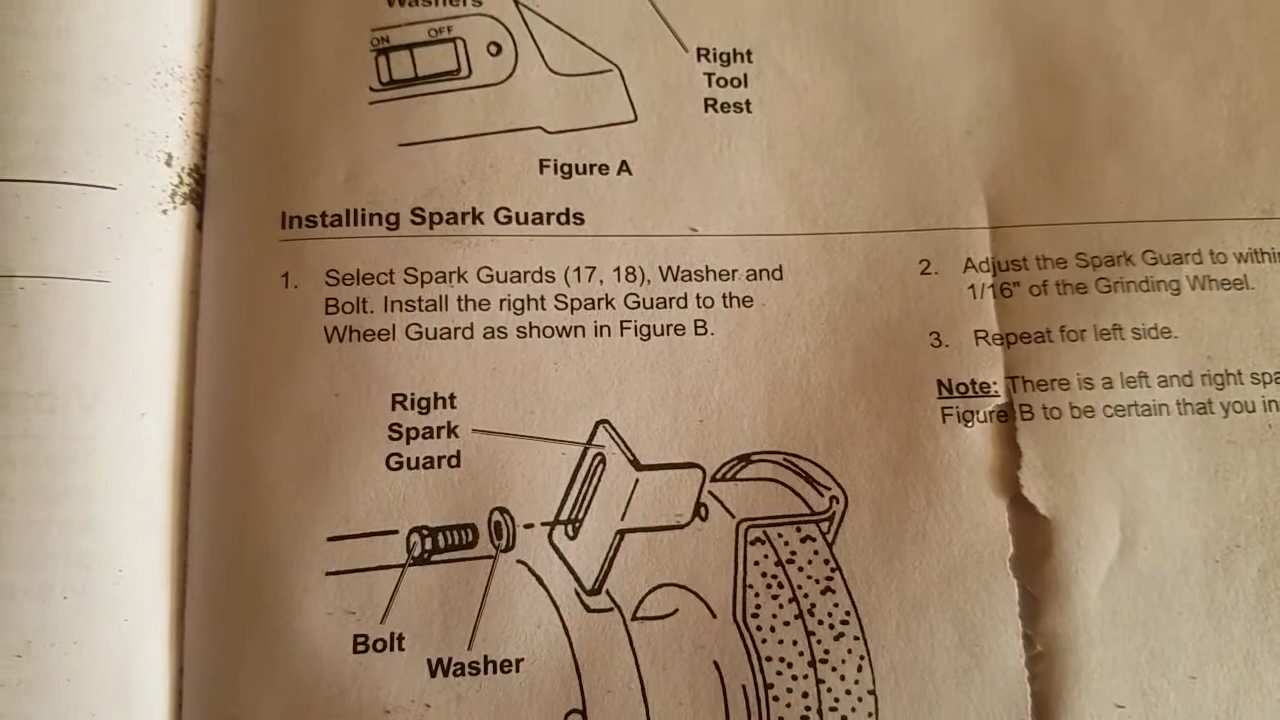 Washers
ON OFF
Right
Tool
Rest
Figure A
Installing Spark Guards
1. Select Spark Guards (17, 18), Washer and
Bolt. Install the right Spark Guard to the
Wheel Guard as shown in Figure B.
Right
Spark
Guard
Bolt
Washer
2. Adjust the Spark Guard to within
1/16" of the Grinding Wheel.
3. Repeat for left side.
Note: There is a left and right
Figure B to be certain that you